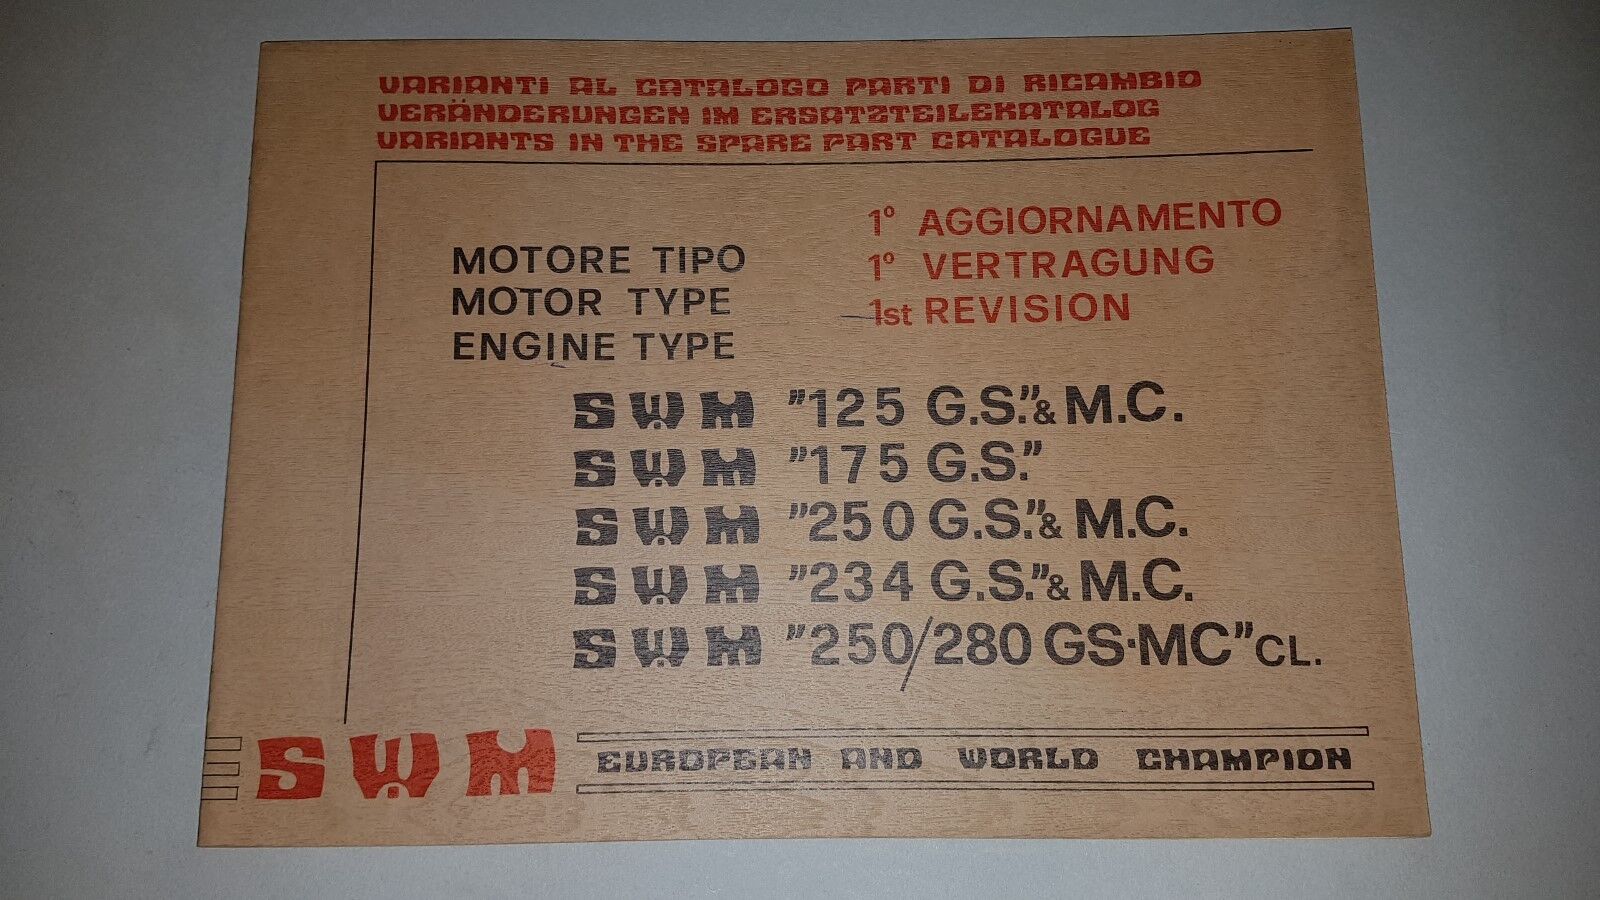 VARIANTI AL CATALOGO PARTI DI RICAMBIO
VERÄNDERUNGEN IM ERSATZTEILEKATALOG
VARIANTS IN THE SPARE PART CATALOGUE
1° AGGIORNAMENTO
1° VERTRAGUNG
1st REVISION
MOTORE TIPO
MOTOR TYPE
ENGINE TYPE
SWM "125 G.S."& M.C.
SWM "175 G.S."
SWM "250 G.S."& M.C.
SWM "234 G.S."& M.C.
SWM "250/280 GS·MC" CL.
SWM EUROPEAN AND WORLD CHAMPION